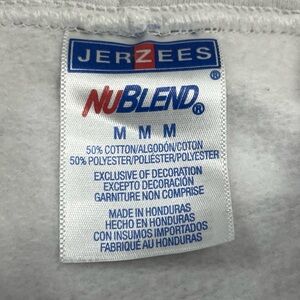 JERZEES
®
NUBLEND®
M M M
50% COTTON/ALGODÓN/COTON
50% POLYESTER/POLIÉSTER/POLYESTER
EXCLUSIVE OF DECORATION
EXCEPTO DECORACIÓN
GARNITURE NON COMPRISE
MADE IN HONDURAS
HECHO EN HONDURAS
CON INSUMOS IMPORTADOS
FABRIQUÉ AU HONDURAS